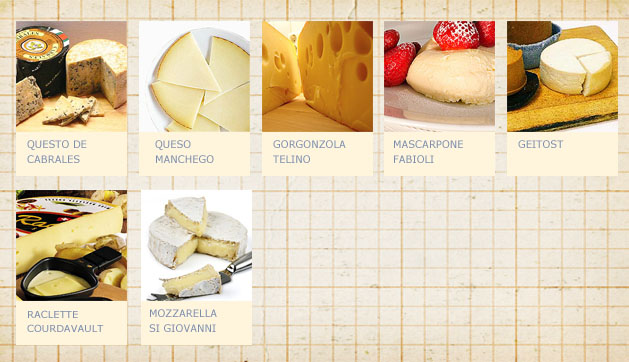 QUESTO DE
CABRALES
QUESO
MANCHEGO
GORGONZOLA
TELINO
MASCARPONE
FABIOLI
GEITOST
RACLETTE
COURDAVAULT
MOZZARELLA
SI GIOVANNI